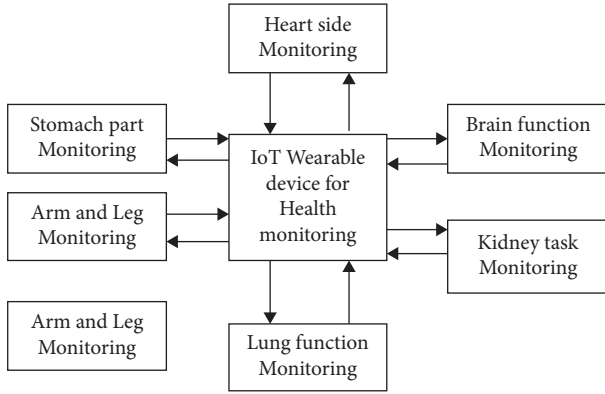 Heart side
Monitoring
Stomach part
Monitoring
IoT Wearable
device for
Health
monitoring
Brain function
Monitoring
Arm and Leg
Monitoring
Kidney task
Monitoring
Arm and Leg
Monitoring
Lung function
Monitoring